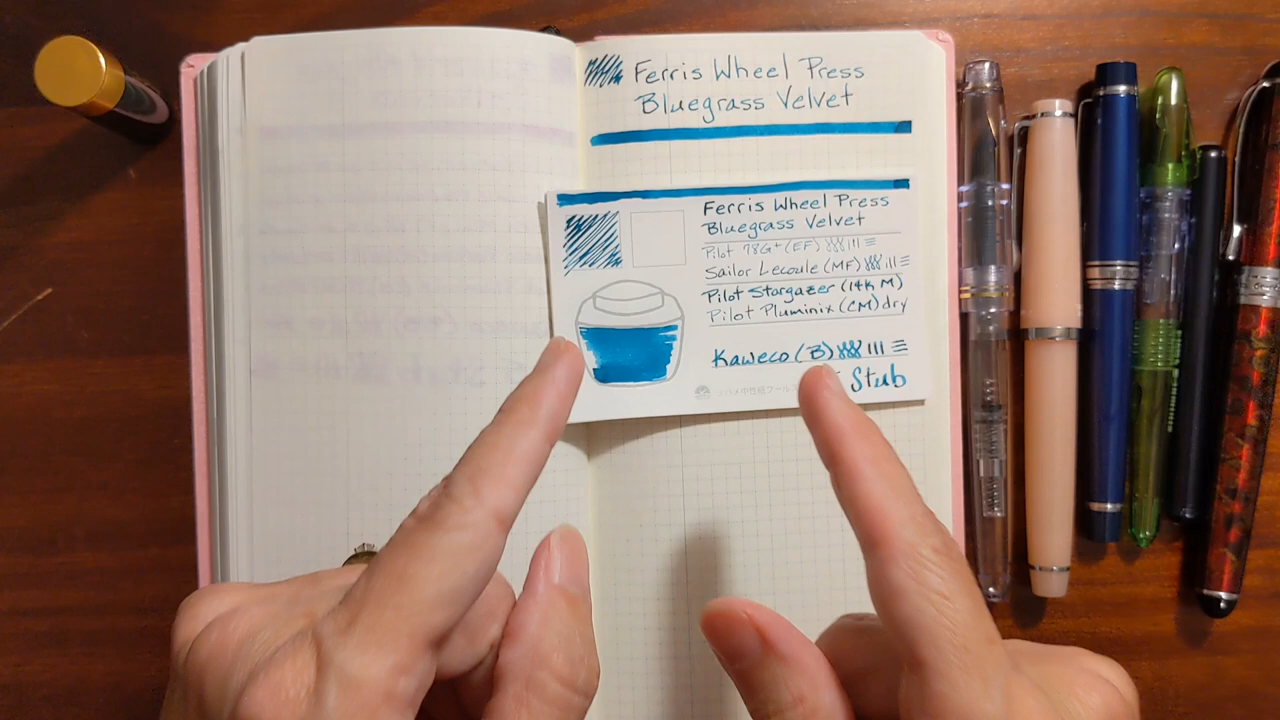 Ferris Wheel Press
Bluegrass Velvet
Ferris Wheel Press
Bluegrass Velvet
Pilot 78G+ (EF)
Sailor Lecoule (MF)
Pilot Stargazer (14k M)
Pilot Pluminix (CM) dry
Kaweco (B)
Stub